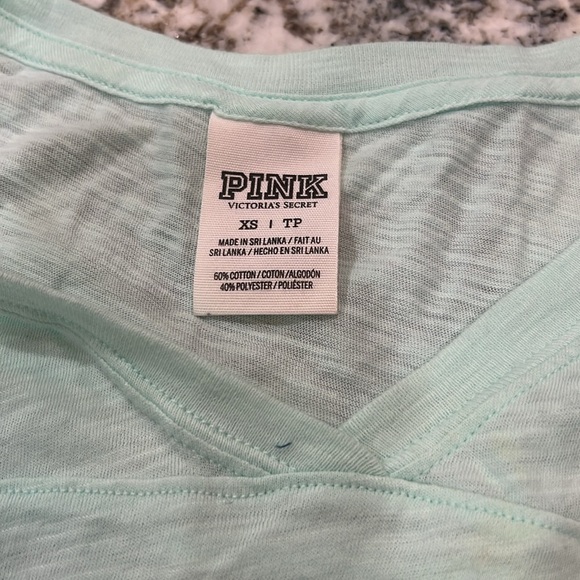 PINK
VICTORIA'S SECRET
XS | TP
MADE IN SRI LANKA / FAIT AU
SRI LANKA / HECHO EN SRI LANKA
60% COTTON / COTON/ALGODÓN
40% POLYESTER / POLIÉSTER